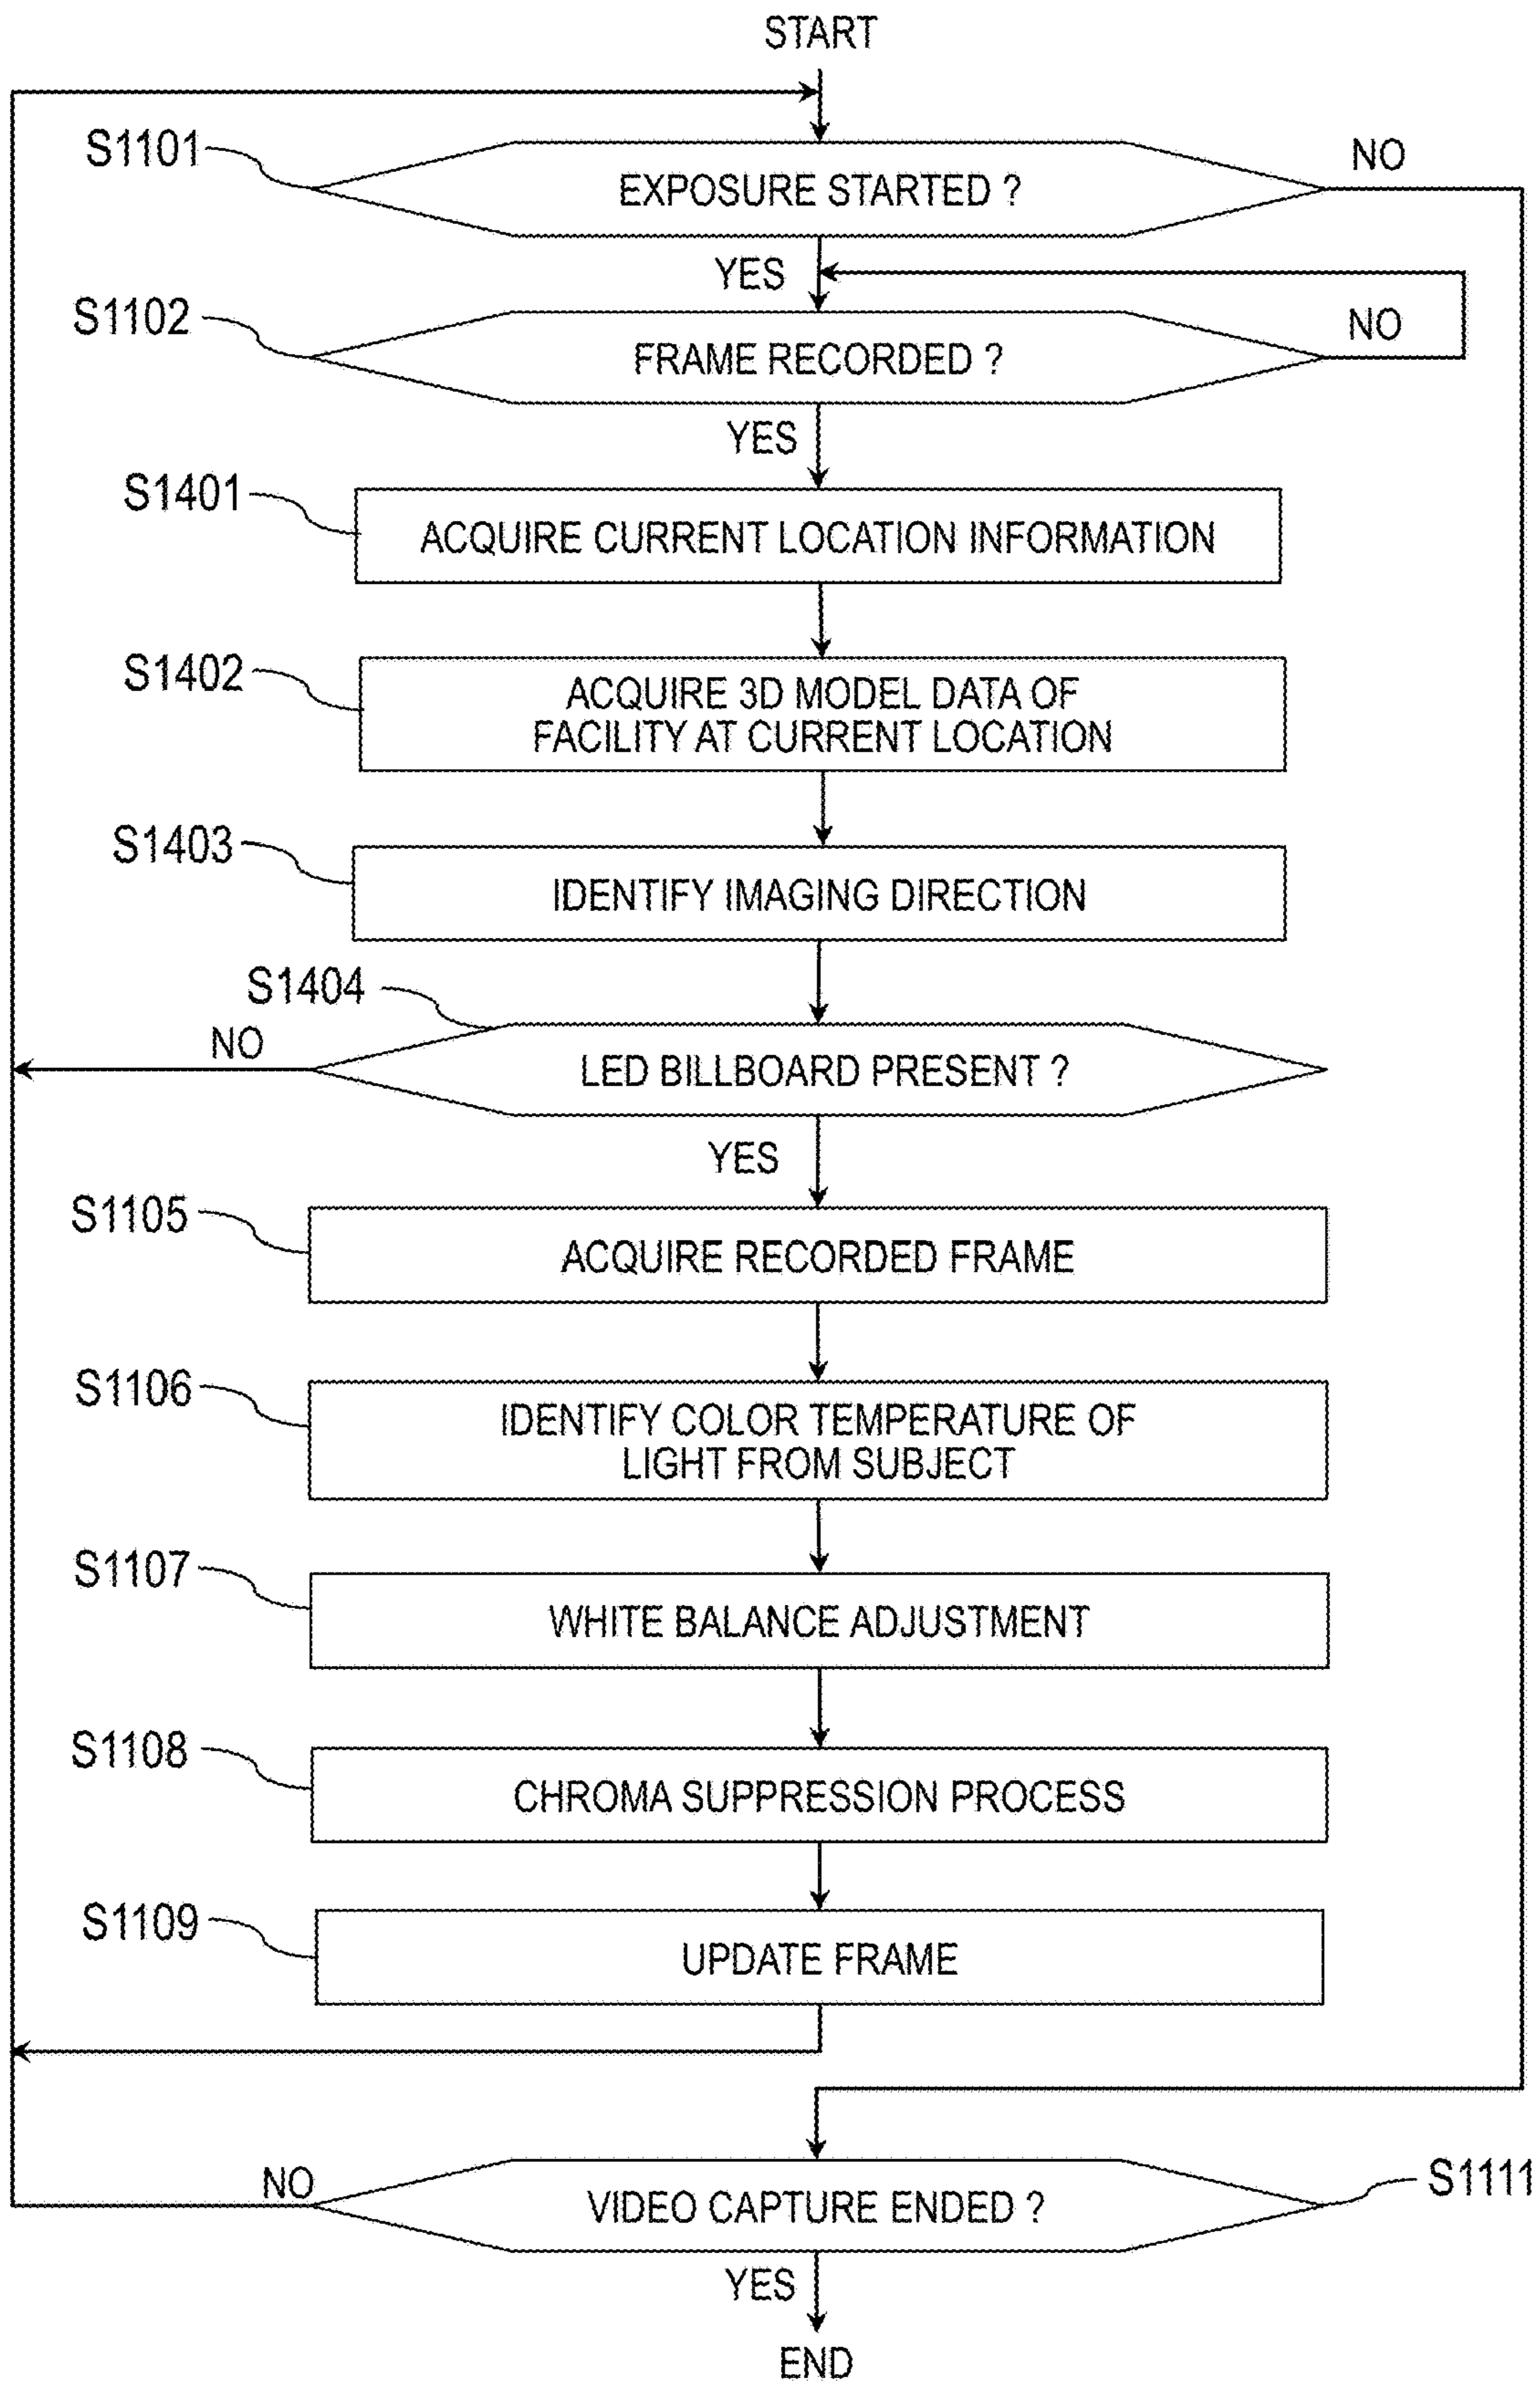 START
S1101
NO
EXPOSURE STARTED ?
YES
S1102
NO
FRAME RECORDED ?
YES
S1401
ACQUIRE CURRENT LOCATION INFORMATION
S1402
ACQUIRE 3D MODEL DATA OF
FACILITY AT CURRENT LOCATION
S1403
IDENTIFY IMAGING DIRECTION
S1404
NO
LED BILLBOARD PRESENT ?
YES
S1105
ACQUIRE RECORDED FRAME
S1106
IDENTIFY COLOR TEMPERATURE OF
LIGHT FROM SUBJECT
S1107
WHITE BALANCE ADJUSTMENT
S1108
CHROMA SUPPRESSION PROCESS
S1109
UPDATE FRAME
NO
VIDEO CAPTURE ENDED ?
S1111
YES
END